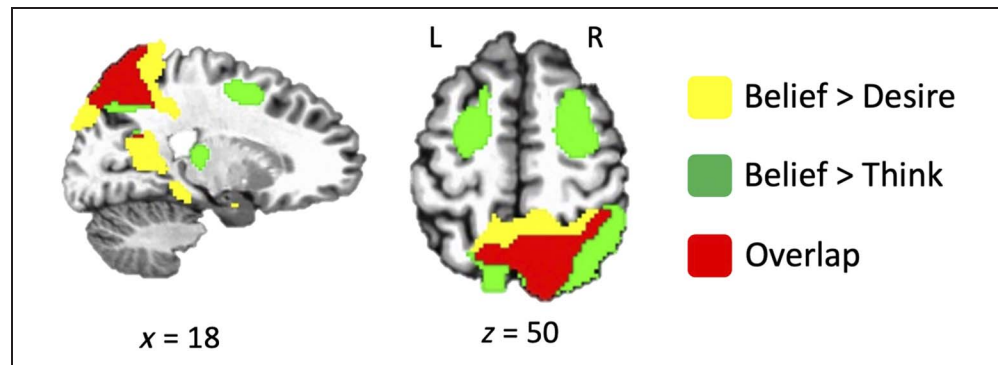 L R
x = 18
z = 50
Belief > Desire
Belief > Think
Overlap